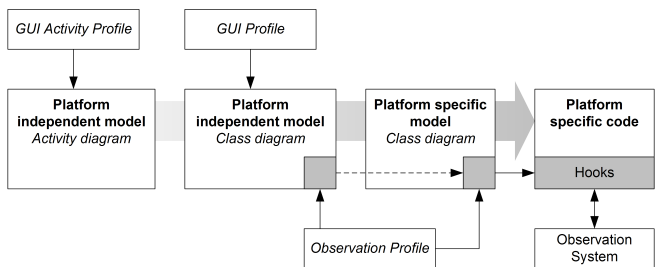 GUI Activity Profile
GUI Profile
Platform
independent model
Activity diagram
Platform
independent model
Class diagram
Platform specific
model
Class diagram
Platform
specific code
Hooks
Observation Profile
Observation
System